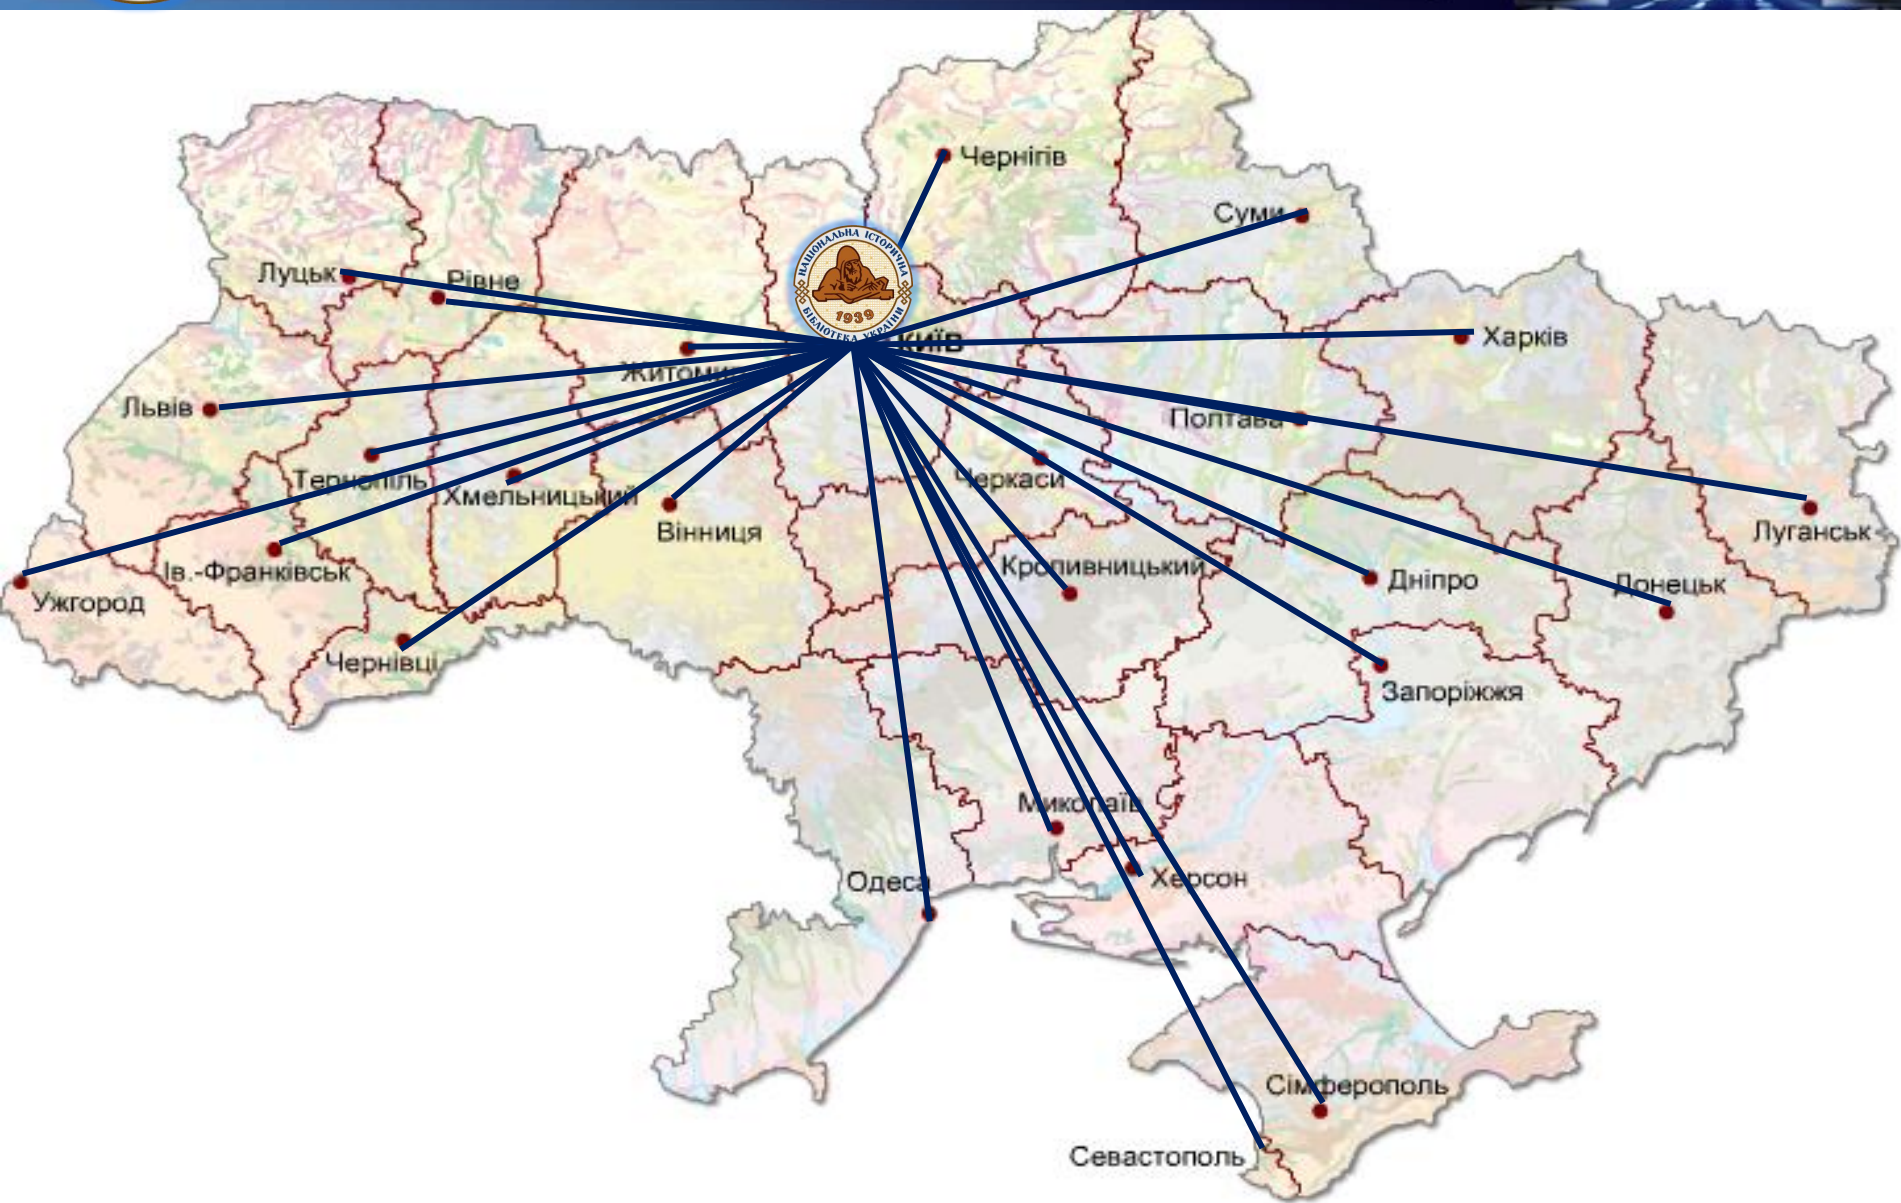 Чернігів
Суми
НАЦІОНАЛЬНА ІСТОРИЧНА
БІБЛІОТЕКА УКРАЇНИ
1939
Луцьк
Рівне
Київ
Харків
Житомир
Львів
Полтава
Тернопіль
Хмельницький
Черкаси
Вінниця
Луганськ
Ів.-Франківськ
Кропивницький
Дніпро
Донецьк
Ужгород
Чернівці
Запоріжжя
Миколаїв
Одеса
Херсон
Сімферополь
Севастополь